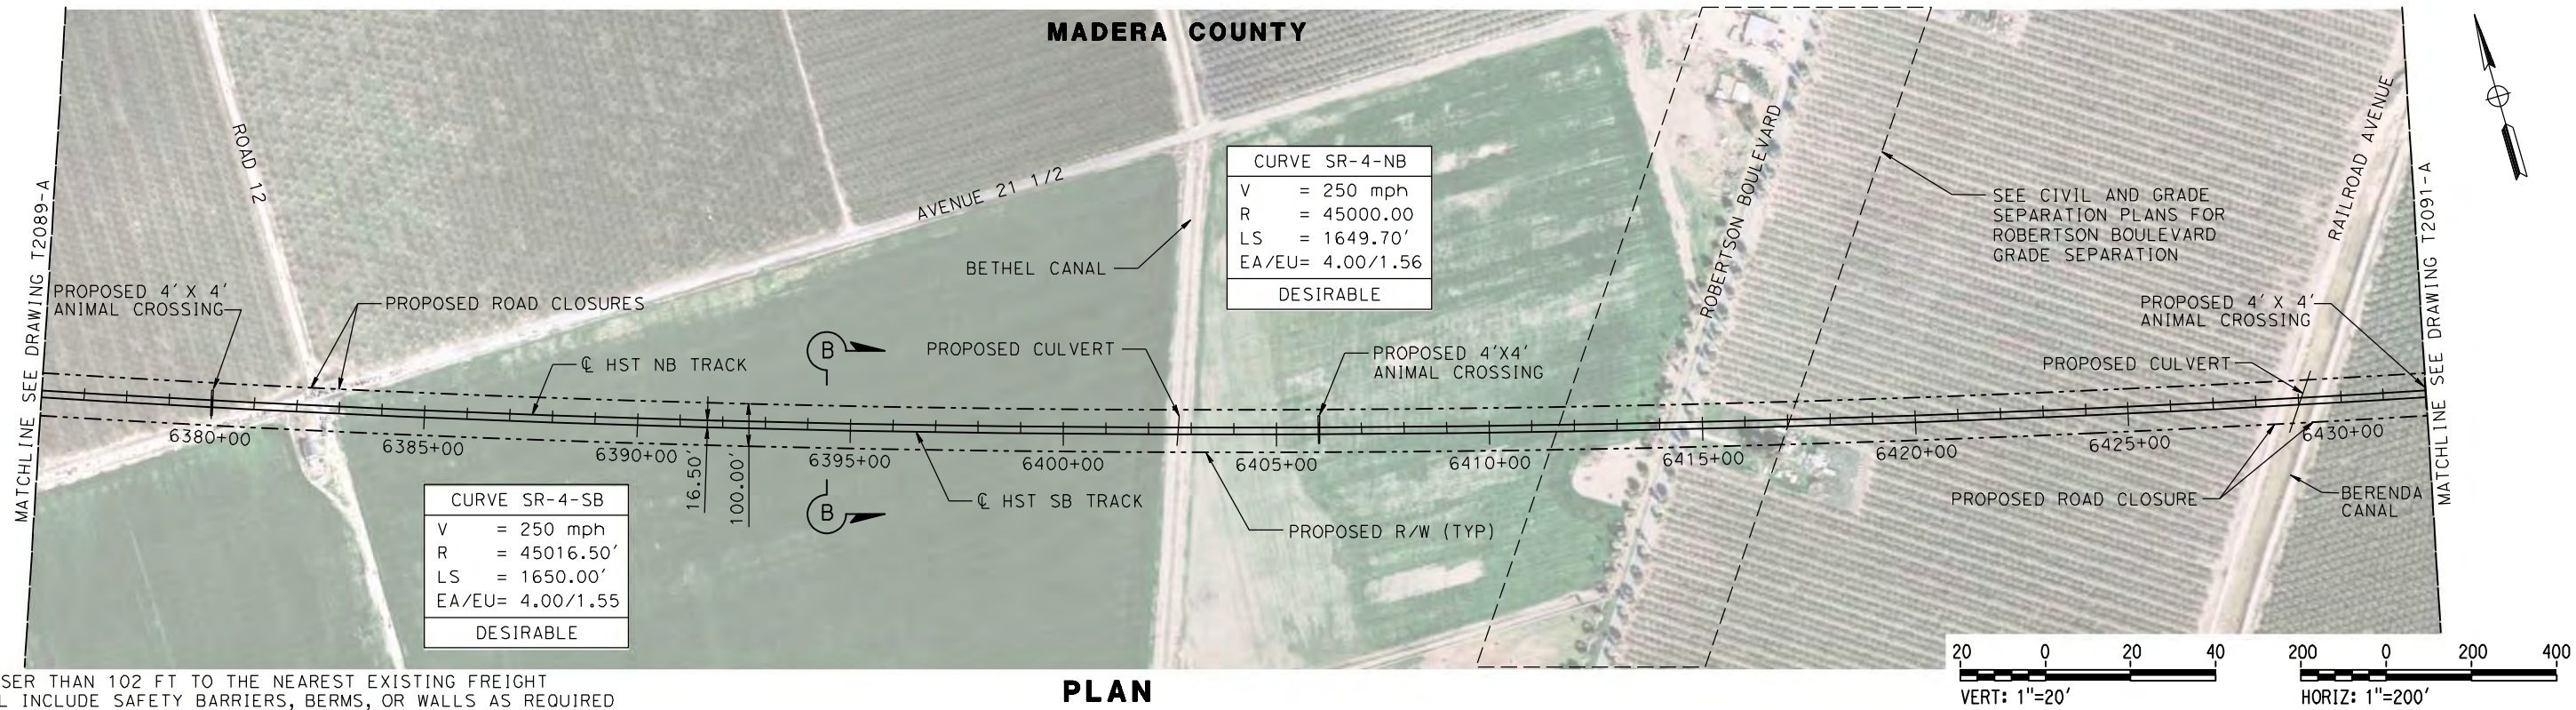 MADERA COUNTY
MATCHLINE SEE DRAWING T2089-A
ROAD 12
AVENUE 21 1/2
BETHEL CANAL
CURVE SR-4-NB
V = 250 mph
R = 45000.00
LS = 1649.70'
EA/EU= 4.00/1.56
DESIRABLE
ROBERTSON BOULEVARD
SEE CIVIL AND GRADE
SEPARATION PLANS FOR
ROBERTSON BOULEVARD
GRADE SEPARATION
RAILROAD AVENUE
MATCHLINE SEE DRAWING T2091-A
PROPOSED 4' X 4'
ANIMAL CROSSING
PROPOSED ROAD CLOSURES
℄ HST NB TRACK
B
PROPOSED CULVERT
PROPOSED 4'X4'
ANIMAL CROSSING
PROPOSED 4' X 4'
ANIMAL CROSSING
PROPOSED CULVERT
6380+00
6385+00
6390+00
6395+00
6400+00
6405+00
6410+00
6415+00
6420+00
6425+00
6430+00
16.50'
100.00'
B
℄ HST SB TRACK
PROPOSED R/W (TYP)
PROPOSED ROAD CLOSURE
BERENDA
CANAL
CURVE SR-4-SB
V = 250 mph
R = 45016.50'
LS = 1650.00'
EA/EU= 4.00/1.55
DESIRABLE
SER THAN 102 FT TO THE NEAREST EXISTING FREIGHT
L INCLUDE SAFETY BARRIERS, BERMS, OR WALLS AS REQUIRED
PLAN
20 0 20 40
VERT: 1"=20'
200 0 200 400
HORIZ: 1"=200'